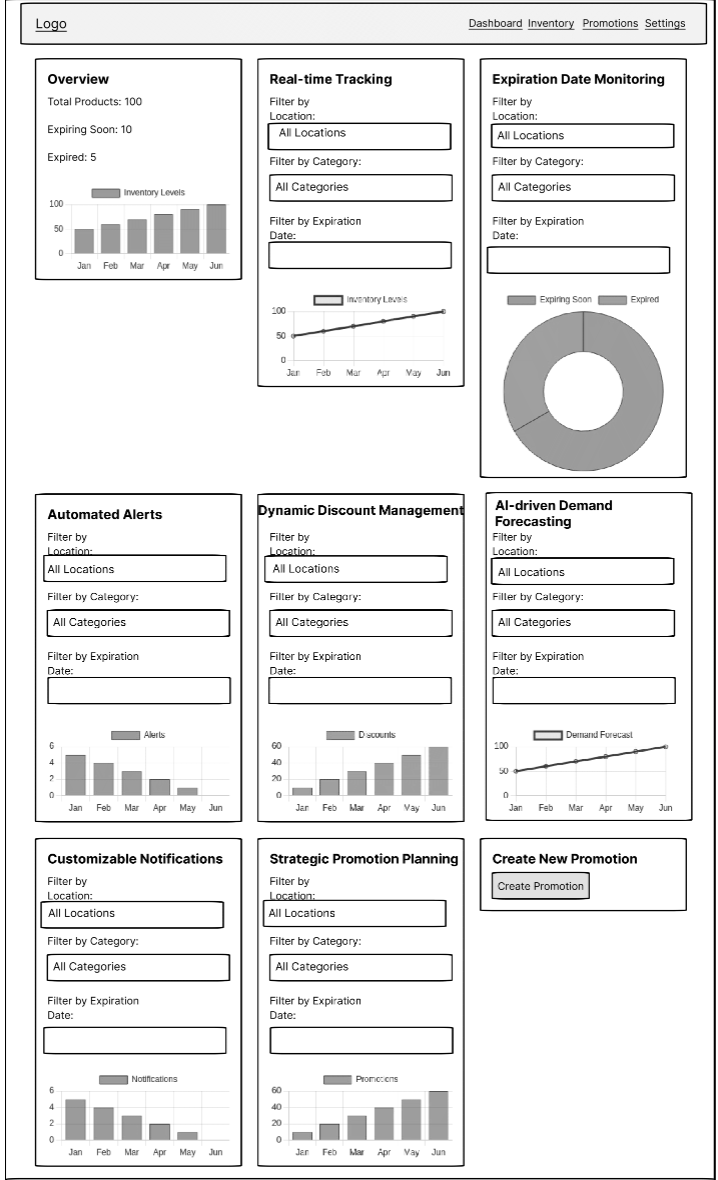 Logo
Dashboard Inventory Promotions Settings
Overview
Total Products: 100
Expiring Soon: 10
Expired: 5
Inventory Levels
100
50
0
Jan Feb Mar Apr May Jun
Real-time Tracking
Filter by
Location:
All Locations
Filter by Category:
All Categories
Filter by Expiration
Date:
Inventory Levels
100
50
0
Jan Feb Mar Apr May Jun
Expiration Date Monitoring
Filter by
Location:
All Locations
Filter by Category:
All Categories
Filter by Expiration
Date:
Expiring Soon Expired
Automated Alerts
Filter by
Location:
All Locations
Filter by Category:
All Categories
Filter by Expiration
Date:
Alerts
6
4
2
0
Jan Feb Mar Apr May Jun
Dynamic Discount Management
Filter by
Location:
All Locations
Filter by Category:
All Categories
Filter by Expiration
Date:
Discounts
60
40
20
0
Jan Feb Mar Apr May Jun
AI-driven Demand
Forecasting
Filter by
Location:
All Locations
Filter by Category:
All Categories
Filter by Expiration
Date:
Demand Forecast
100
50
0
Jan Feb Mar Apr May Jun
Customizable Notifications
Filter by
Location:
All Locations
Filter by Category:
All Categories
Filter by Expiration
Date:
Notifications
6
4
2
0
Jan Feb Mar Apr May Jun
Strategic Promotion Planning
Filter by
Location:
All Locations
Filter by Category:
All Categories
Filter by Expiration
Date:
Promotions
60
40
20
0
Jan Feb Mar Apr May Jun
Create New Promotion
Create Promotion